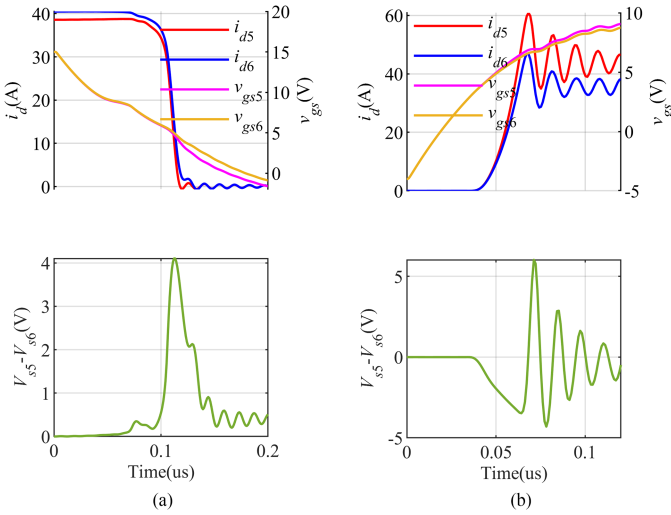 40
30
20
10
0
i_d(A)
i_d5
i_d6
v_gs5
v_gs6
20
15
10
5
0
v_gs(V)
60
40
20
0
i_d(A)
i_d5
i_d6
v_gs5
v_gs6
10
5
0
-5
v_gs(V)
4
3
2
1
0
V_s5-V_s6(V)
0 0.1 0.2
Time(us)
(a)
5
0
-5
V_s5-V_s6(V)
0 0.05 0.1
Time(us)
(b)